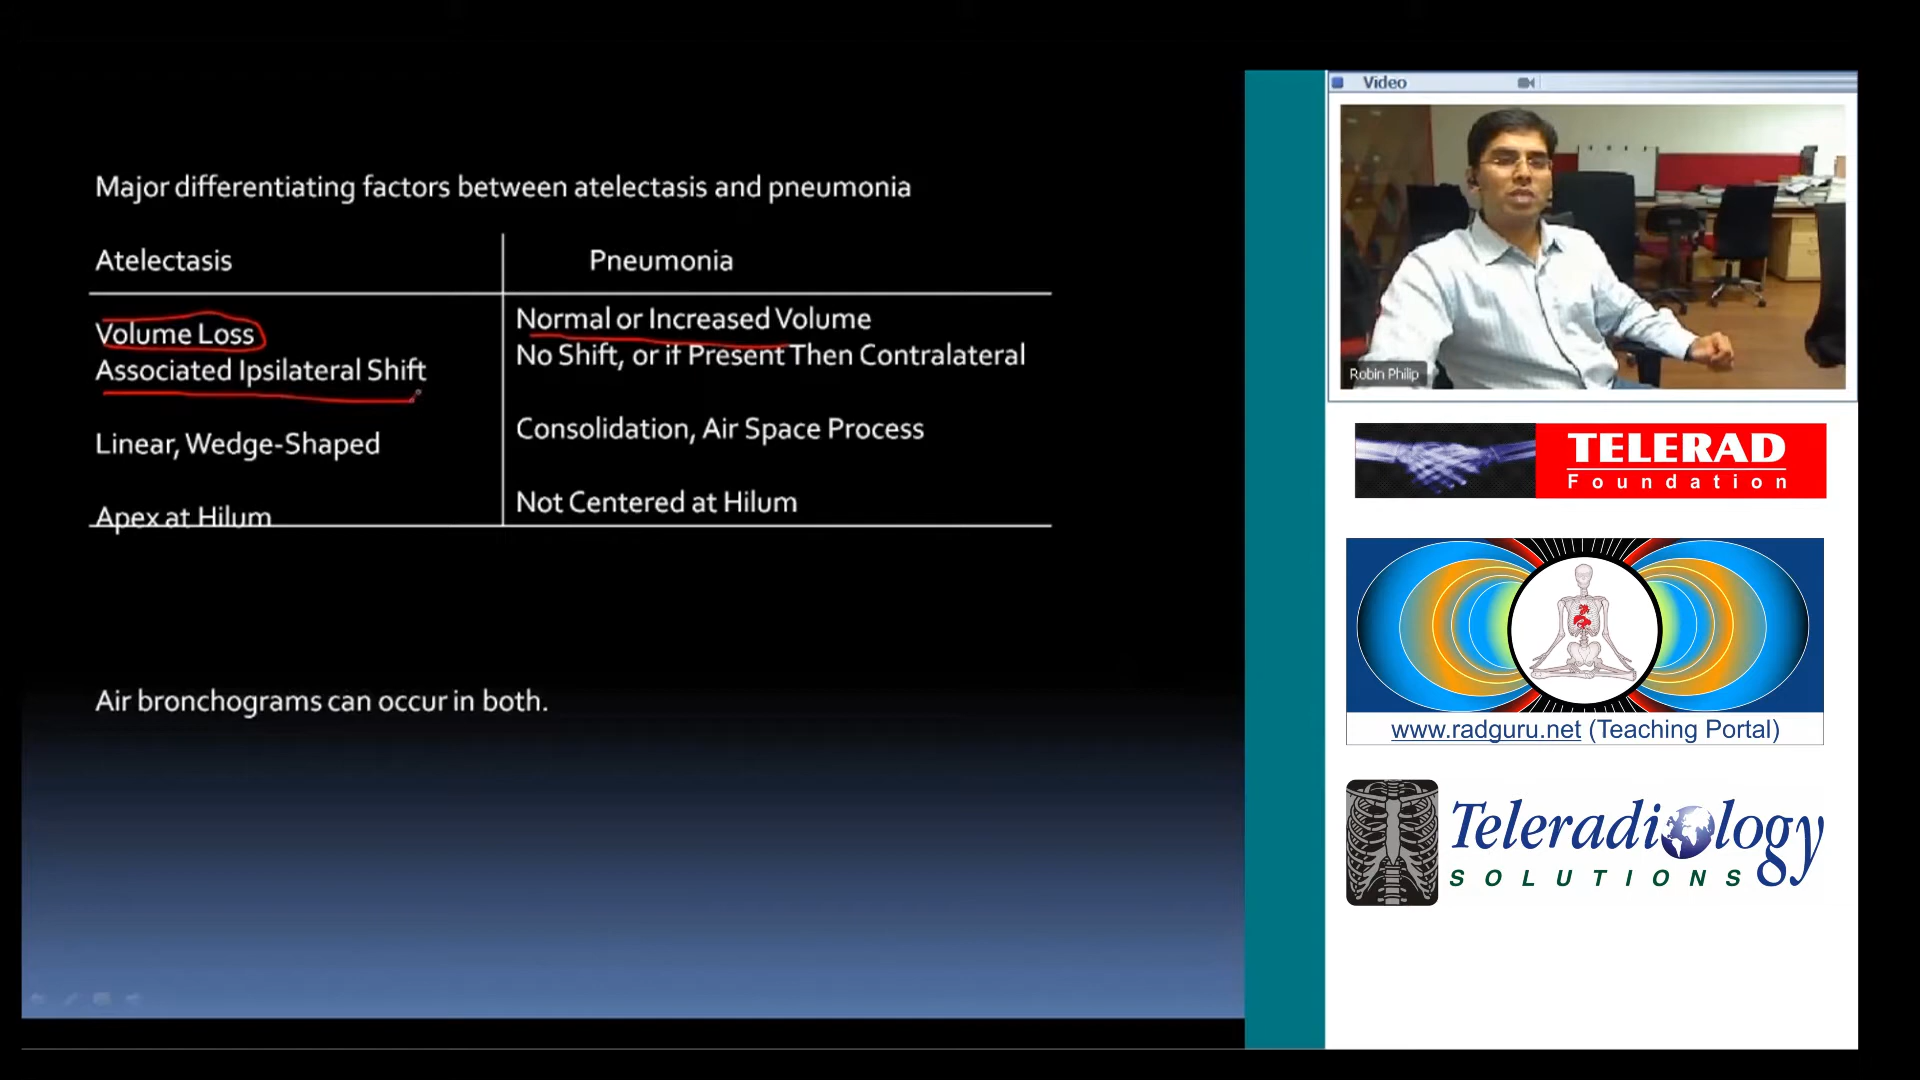 Major differentiating factors between atelectasis and pneumonia
Atelectasis
Pneumonia
Volume Loss
Associated Ipsilateral Shift
Linear, Wedge-Shaped
Apex at Hilum
Normal or Increased Volume
No Shift, or if Present Then Contralateral
Consolidation, Air Space Process
Not Centered at Hilum
Air bronchograms can occur in both.
Video
Robin Philip
TELERAD
Foundation
www.radguru.net (Teaching Portal)
Teleradiology
SOLUTIONS